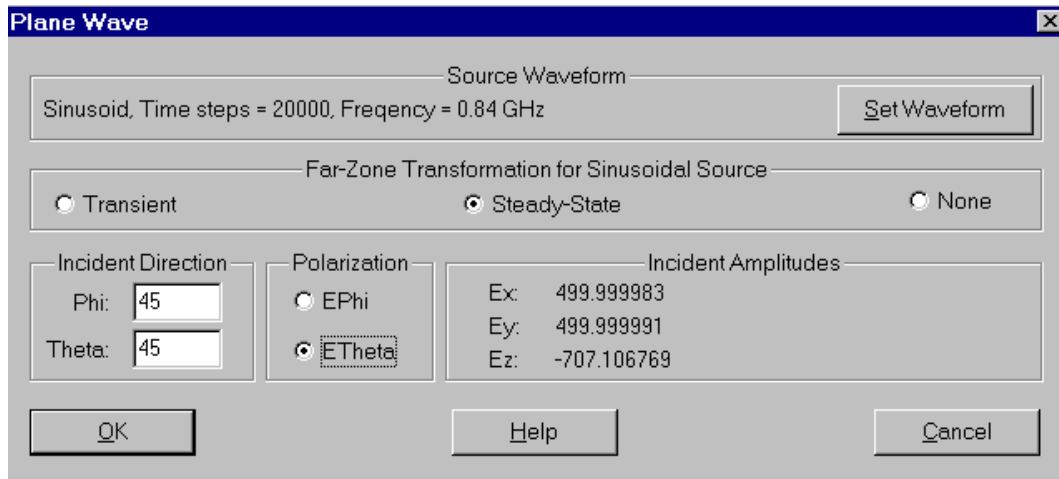 Plane Wave
Source Waveform
Sinusoid, Time steps = 20000, Freqency = 0.84 GHz
Set Waveform
Far-Zone Transformation for Sinusoidal Source
Transient
Steady-State
None
Incident Direction
Phi: 45
Theta: 45
Polarization
EPhi
ETheta
Incident Amplitudes
Ex: 499.999983
Ey: 499.999991
Ez: -707.106769
OK
Help
Cancel